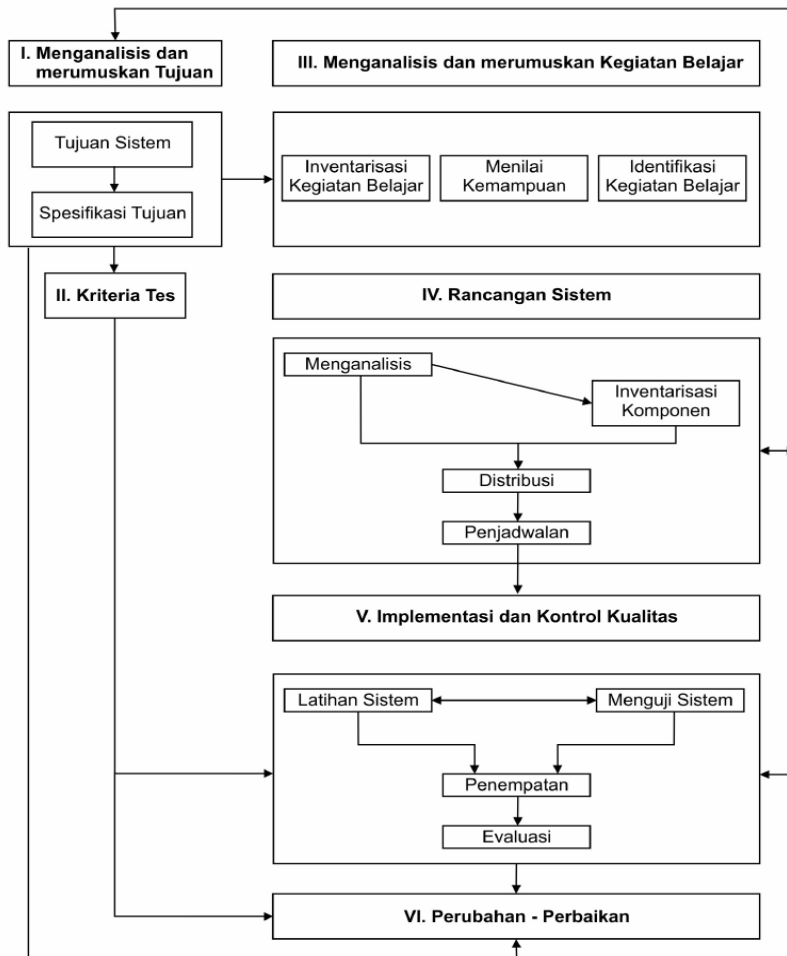 I. Menganalisis dan
merumuskan Tujuan
III. Menganalisis dan merumuskan Kegiatan Belajar
Tujuan Sistem
Spesifikasi Tujuan
Inventarisasi
Kegiatan Belajar
Menilai
Kemampuan
Identifikasi
Kegiatan Belajar
II. Kriteria Tes
IV. Rancangan Sistem
Menganalisis
Inventarisasi
Komponen
Distribusi
Penjadwalan
V. Implementasi dan Kontrol Kualitas
Latihan Sistem
Menguji Sistem
Penempatan
Evaluasi
VI. Perubahan - Perbaikan